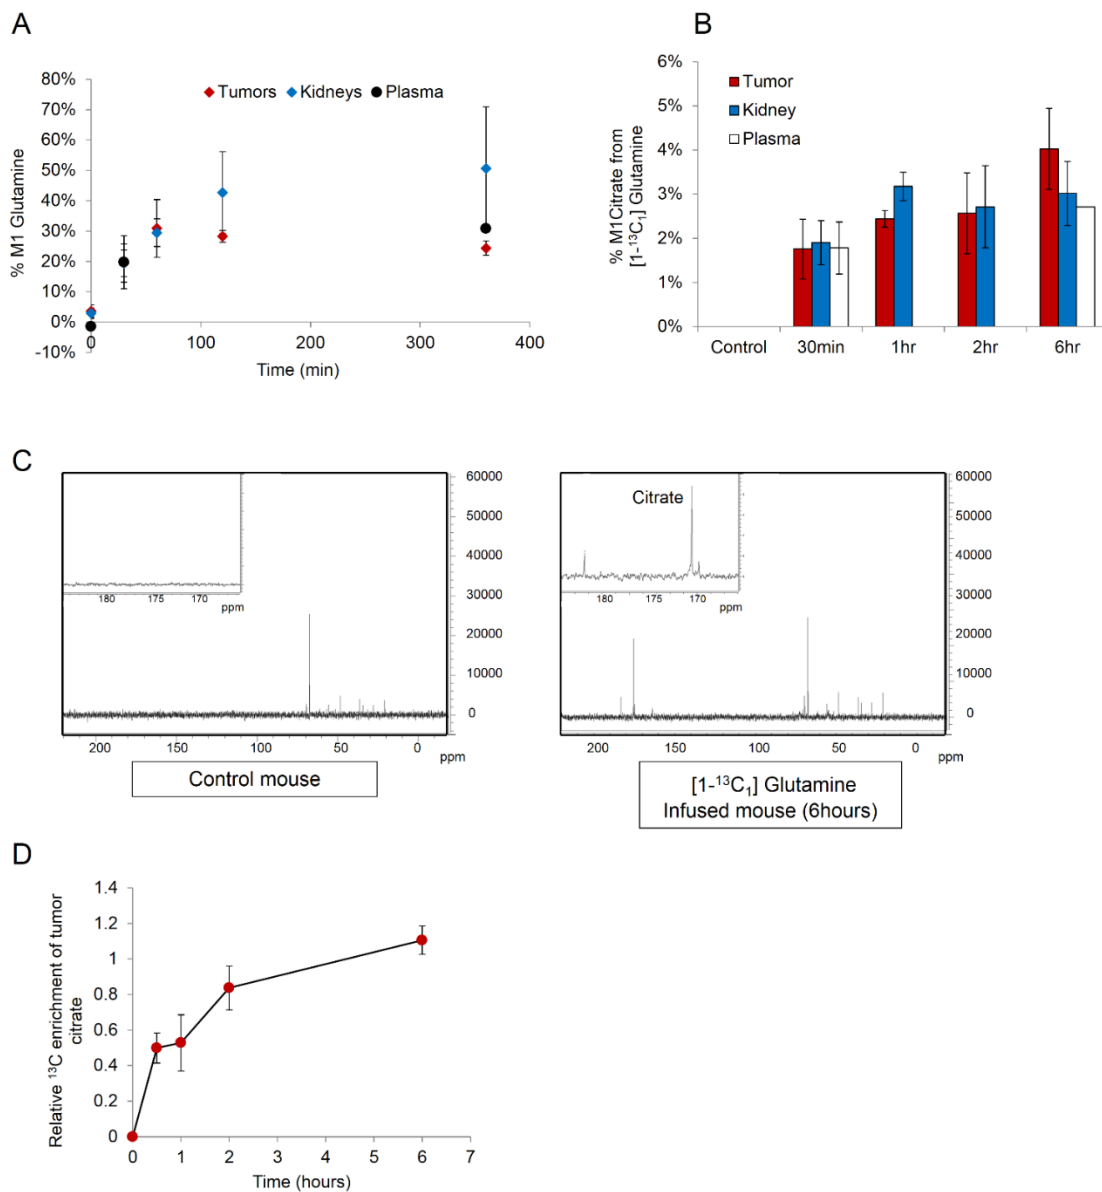 A
80%
70%
60%
50%
40%
30%
20%
10%
0%
-10%
% M1 Glutamine
Tumors Kidneys Plasma
0 100 200 300 400
Time (min)
B
6%
5%
4%
3%
2%
1%
0%
% M1Citrate from
[1-¹³C₁] Glutamine
Tumor
Kidney
Plasma
Control 30min 1hr 2hr 6hr
C
180 175 170
ppm
60000
50000
40000
30000
20000
10000
0
200 150 100 50 0
ppm
Control mouse
Citrate
180 175 170
ppm
60000
50000
40000
30000
20000
10000
0
200 150 100 50 0
ppm
[1-¹³C₁] Glutamine
Infused mouse (6hours)
D
1.4
1.2
1
0.8
0.6
0.4
0.2
0
Relative ¹³C enrichment of tumor
citrate
0 1 2 3 4 5 6 7
Time (hours)